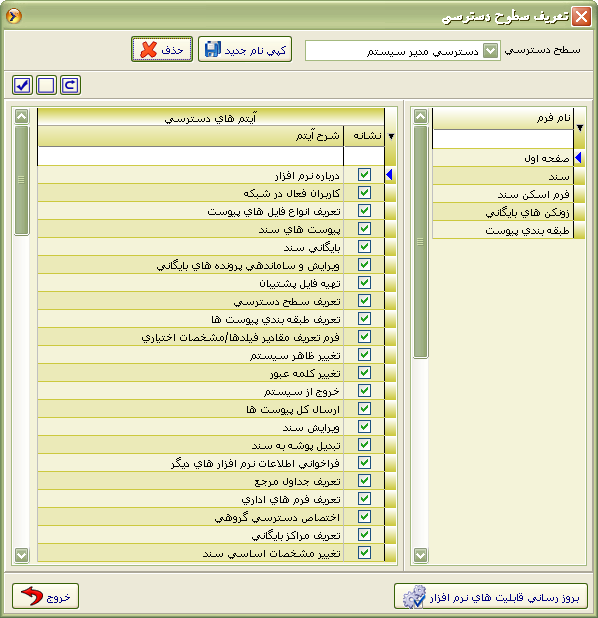 تعريف سطوح دسترسي
سطح دسترسي
دسترسي مدير سيستم
كپي نام جديد
حذف
نام فرم
صفحه اول
سند
فرم اسكن سند
زونكن هاي بايگاني
طبقه بندي پيوست
آيتم هاي دسترسي
نشانه شرح آيتم
درباره نرم افزار
كاربران فعال در شبكه
تعريف انواع فايل هاي پيوست
پيوست هاي سند
بايگاني سند
ويرايش و ساماندهي پرونده هاي بايگاني
تهيه فايل پشتيبان
تعريف سطح دسترسي
تعريف طبقه بندي پيوست ها
فرم تعريف مقادير فيلدها/مشخصات اختياري
تغيير ظاهر سيستم
تغيير كلمه عبور
خروج از سيستم
ارسال كل پيوست ها
ويرايش سند
تبديل پوشه به سند
فراخواني اطلاعات نرم افزار هاي ديگر
تعريف جداول مرجع
تعريف فرم هاي اداري
اختصاص دسترسي گروهي
تعريف مراكز بايگاني
تغيير مشخصات اساسي سند
بروز رساني قابليت هاي نرم افزار
خروج